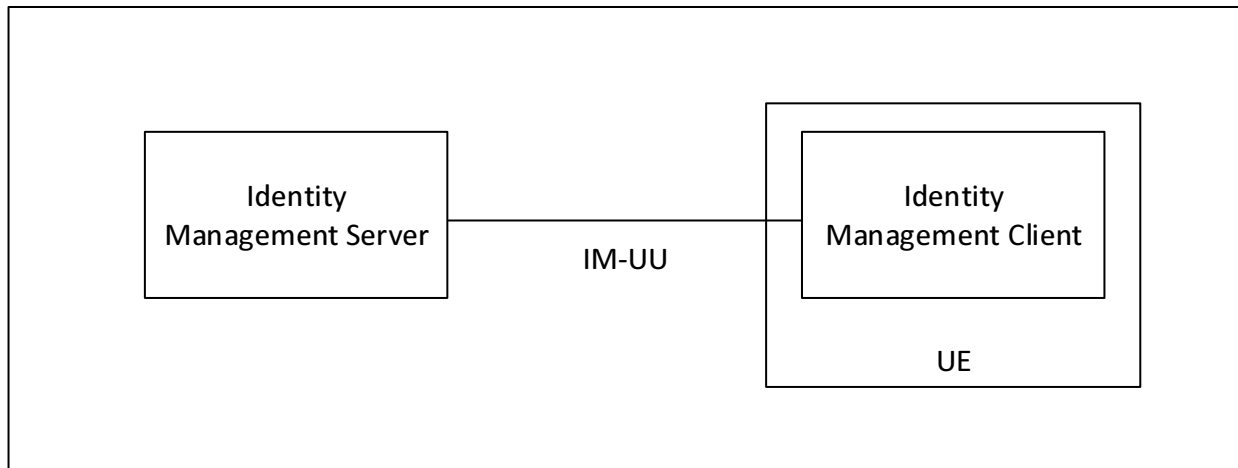 Identity
Management Server
IM-UU
Identity
Management Client
UE